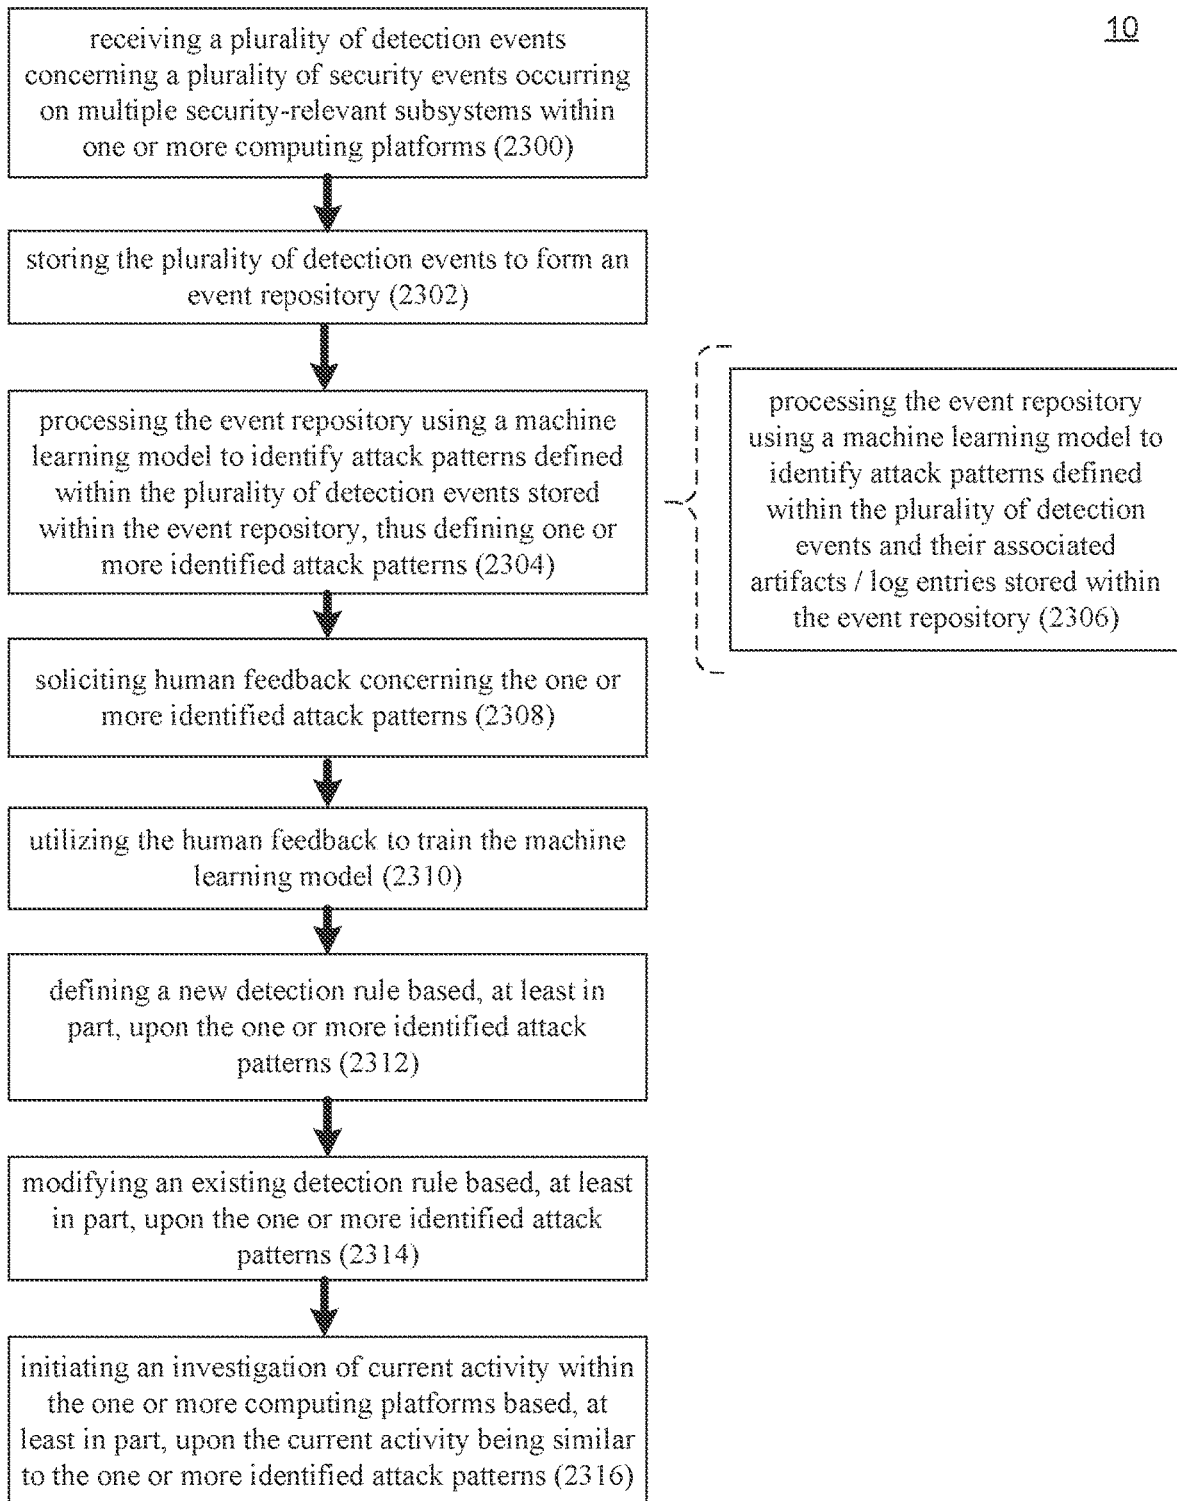 10
receiving a plurality of detection events
concerning a plurality of security events occurring
on multiple security-relevant subsystems within
one or more computing platforms (2300)
storing the plurality of detection events to form an
event repository (2302)
processing the event repository using a machine
learning model to identify attack patterns defined
within the plurality of detection events stored
within the event repository, thus defining one or
more identified attack patterns (2304)
processing the event repository
using a machine learning model to
identify attack patterns defined
within the plurality of detection
events and their associated
artifacts / log entries stored within
the event repository (2306)
soliciting human feedback concerning the one or
more identified attack patterns (2308)
utilizing the human feedback to train the machine
learning model (2310)
defining a new detection rule based, at least in
part, upon the one or more identified attack
patterns (2312)
modifying an existing detection rule based, at least
in part, upon the one or more identified attack
patterns (2314)
initiating an investigation of current activity within
the one or more computing platforms based, at
least in part, upon the current activity being similar
to the one or more identified attack patterns (2316)